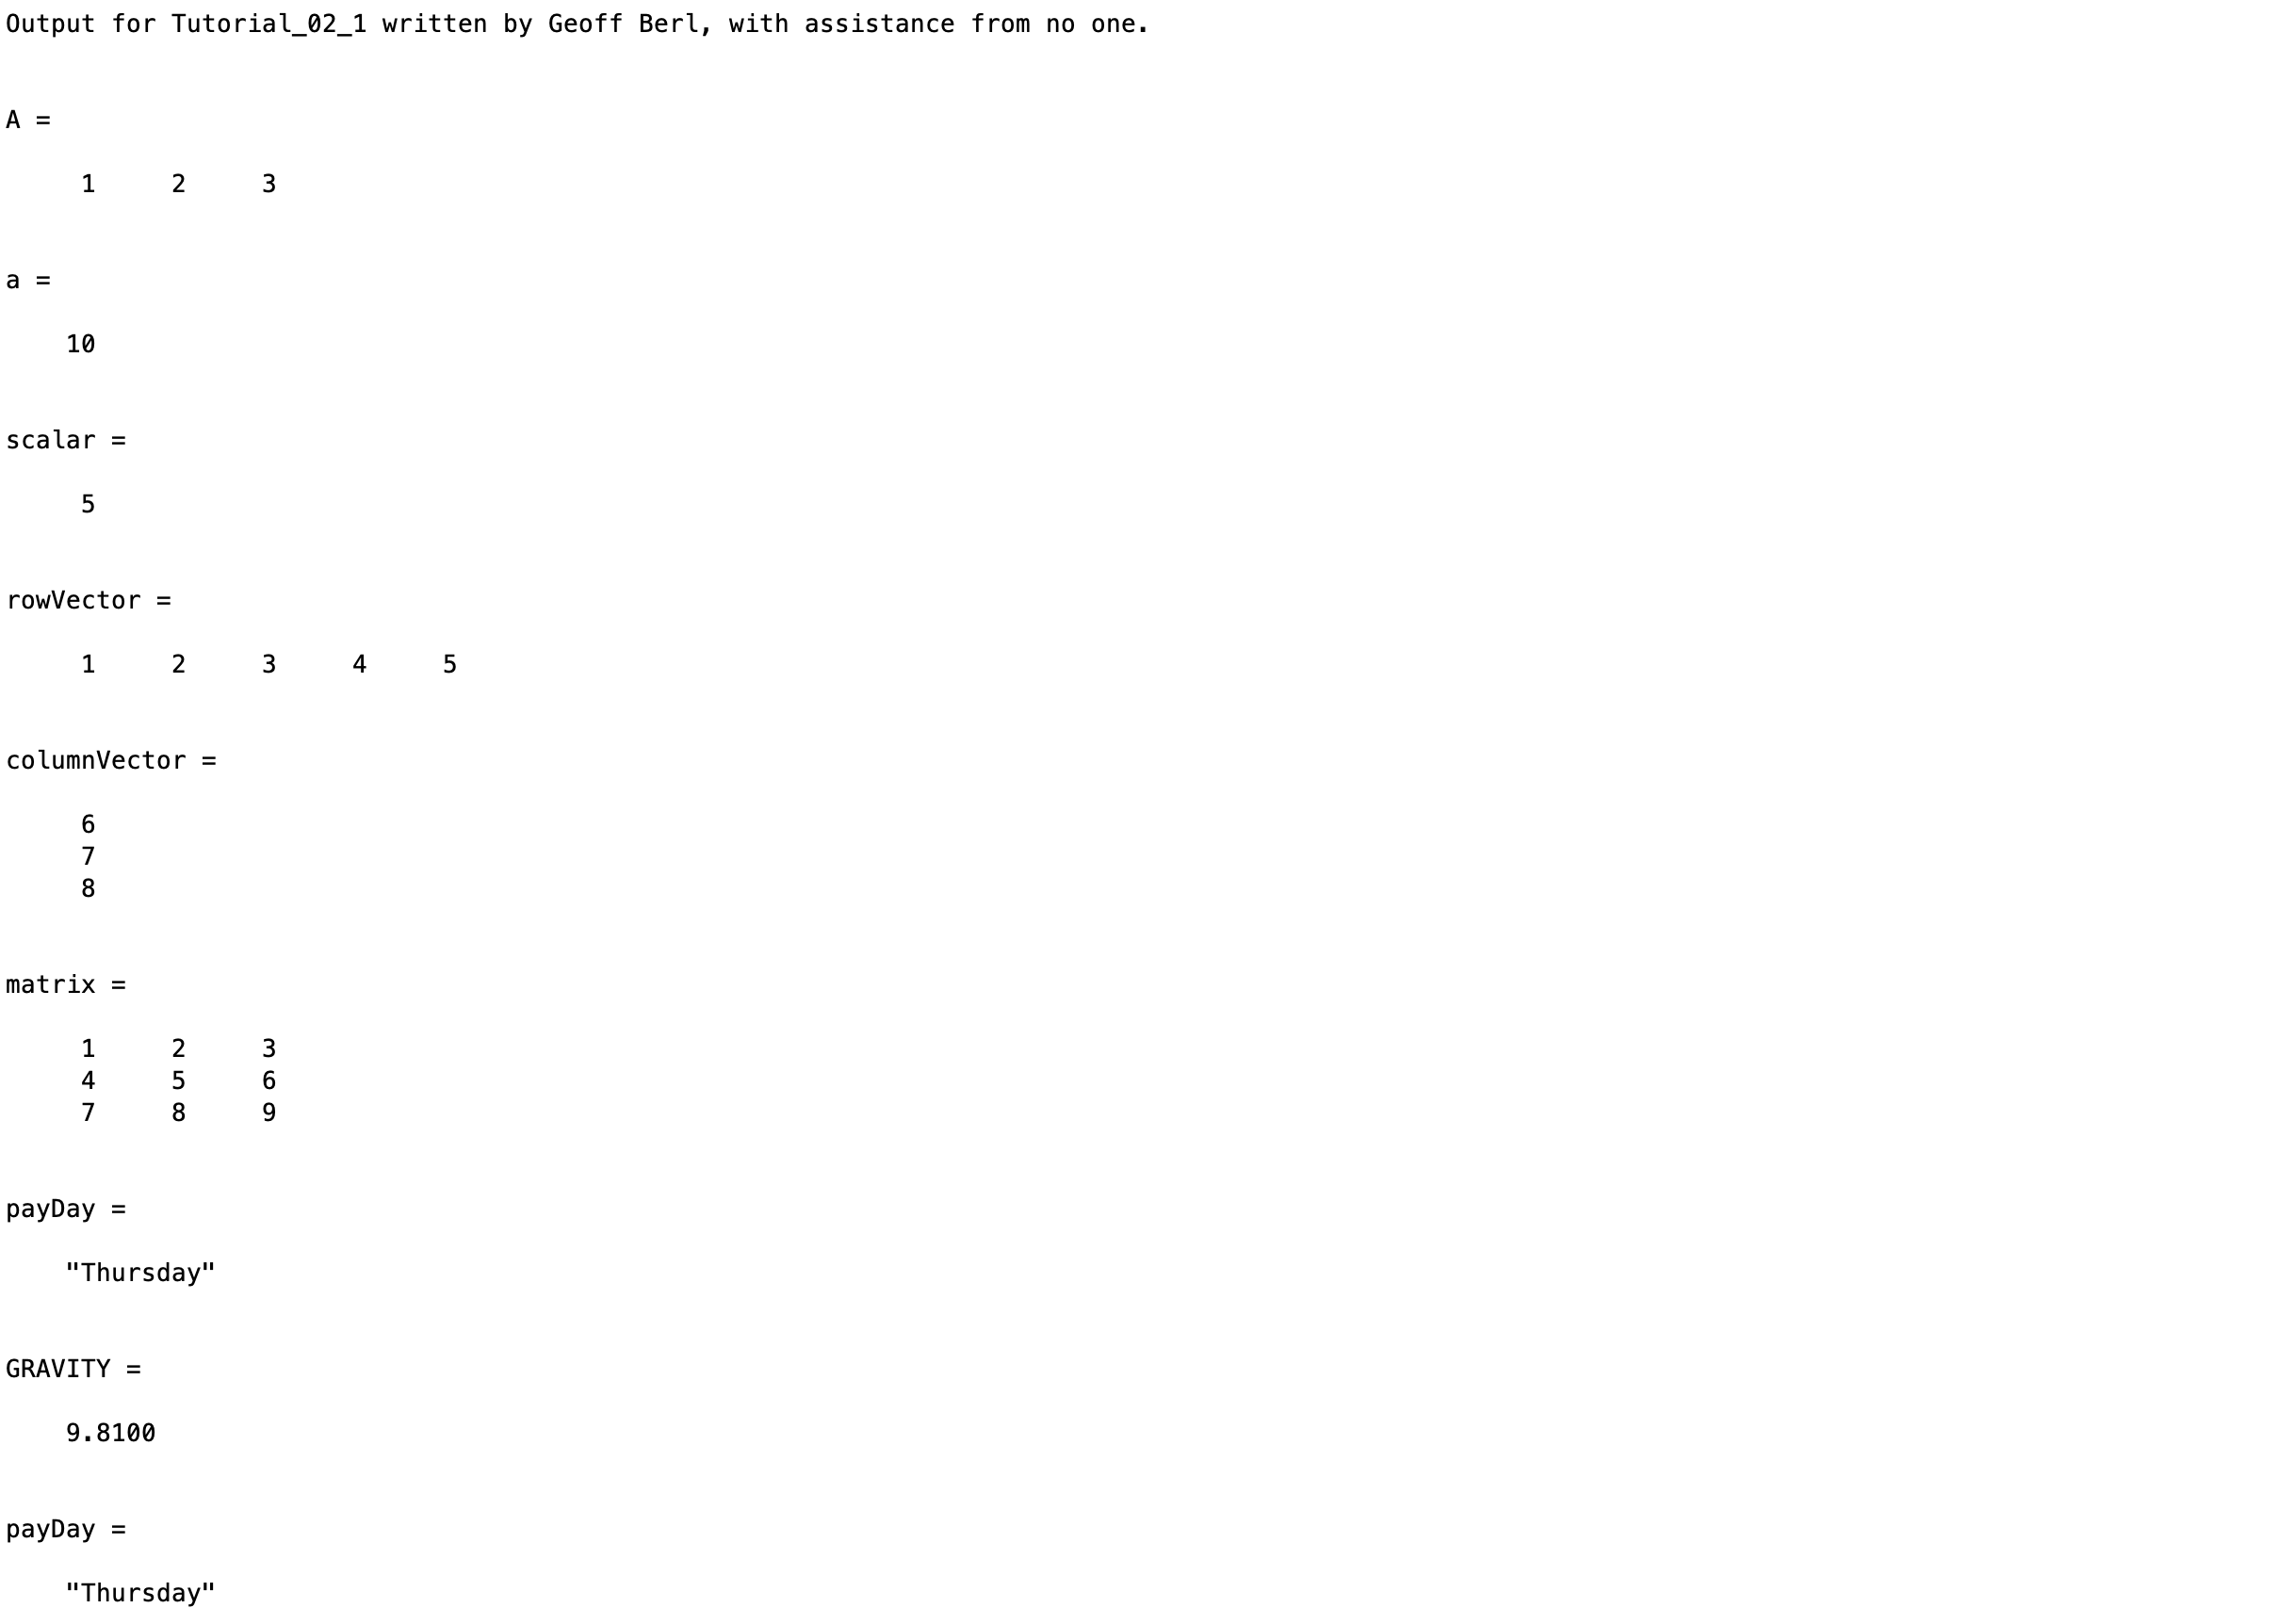 Output for Tutorial_02_1 written by Geoff Berl, with assistance from no one.
A =
1 2 3
a =
10
scalar =
5
rowVector =
1 2 3 4 5
columnVector =
6
7
8
matrix =
1 2 3
4 5 6
7 8 9
payDay =
"Thursday"
GRAVITY =
9.8100
payDay =
"Thursday"